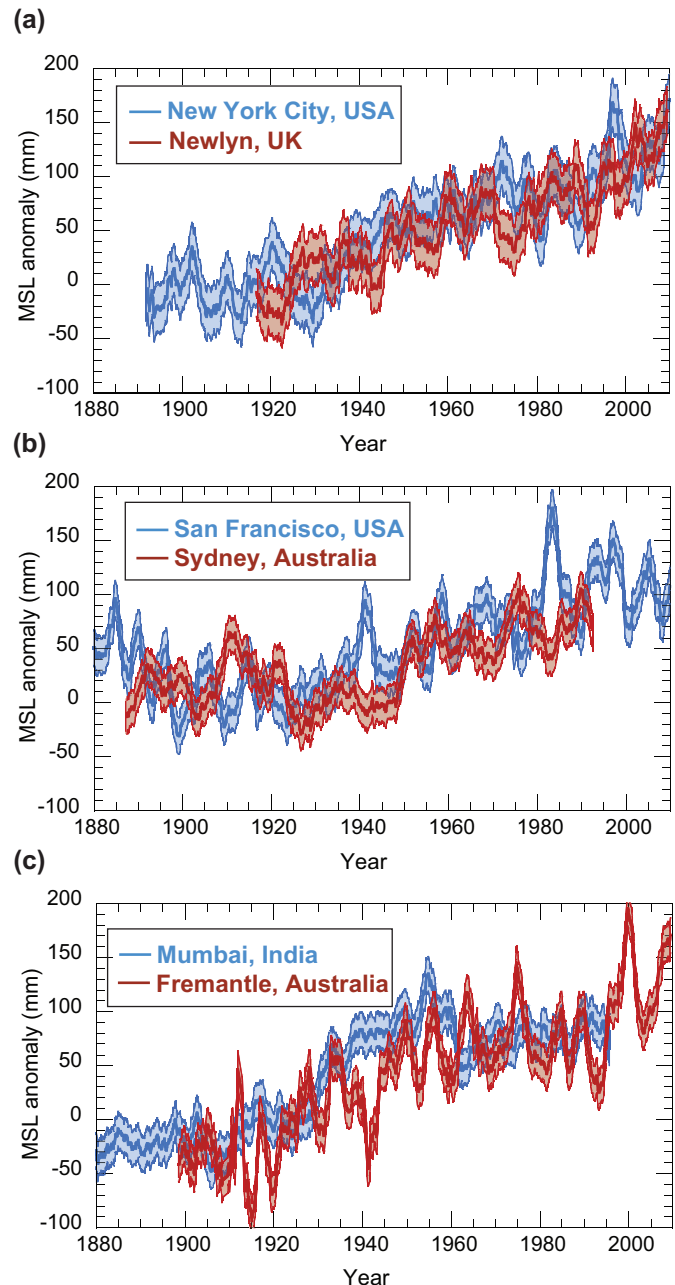 (a)
200
150
100
50
0
-50
-100
MSL anomaly (mm)
New York City, USA
Newlyn, UK
1880 1900 1920 1940 1960 1980 2000
Year
(b)
200
150
100
50
0
-50
-100
MSL anomaly (mm)
San Francisco, USA
Sydney, Australia
1880 1900 1920 1940 1960 1980 2000
Year
(c)
200
150
100
50
0
-50
-100
MSL anomaly (mm)
Mumbai, India
Fremantle, Australia
1880 1900 1920 1940 1960 1980 2000
Year